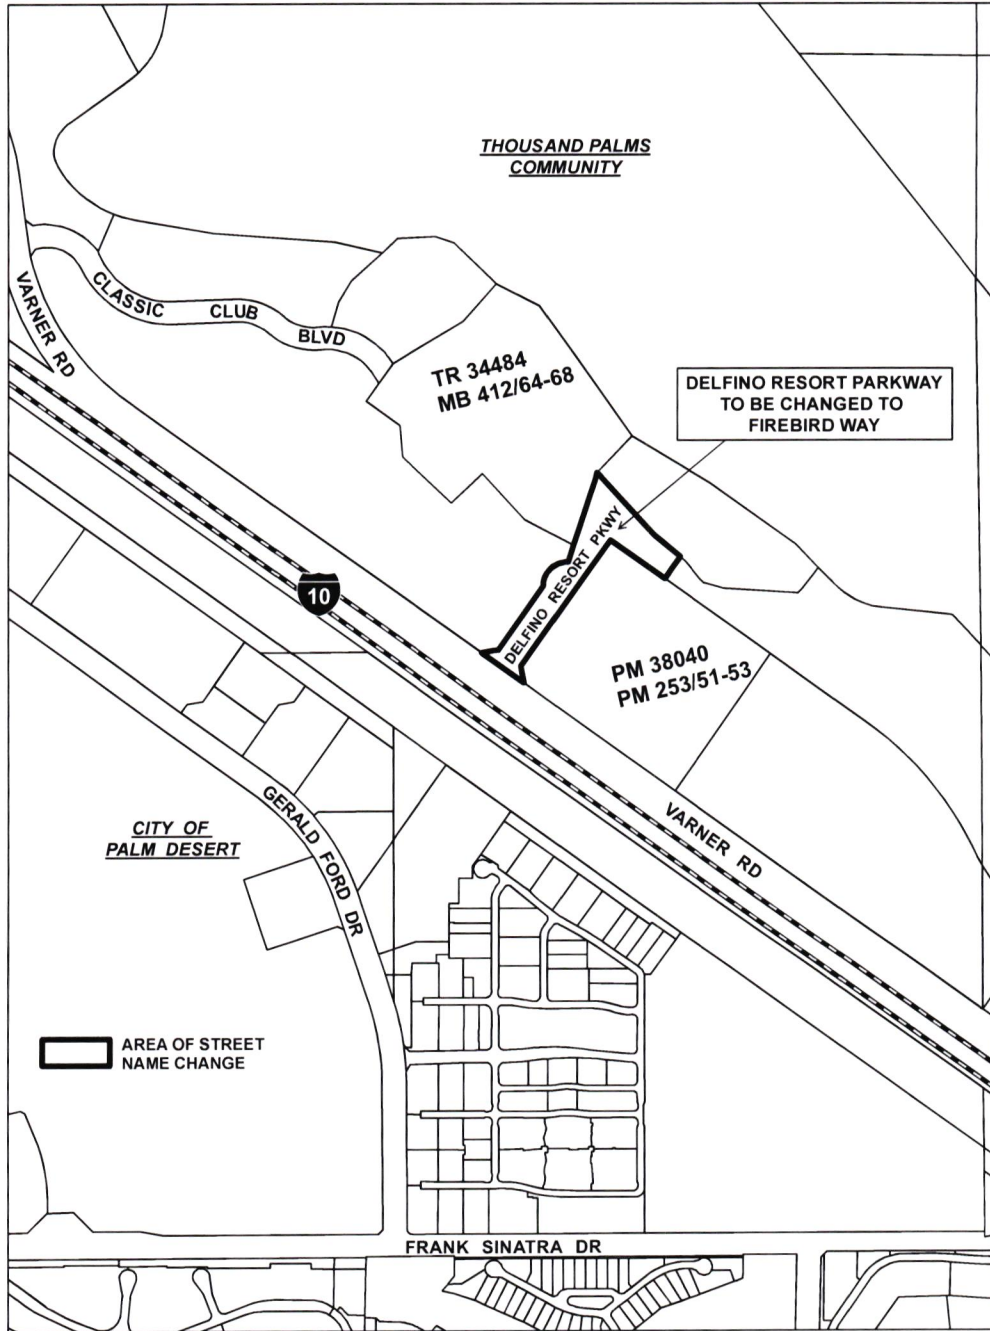 THOUSAND PALMS
COMMUNITY
VARNER RD
CLASSIC CLUB BLVD
TR 34484
MB 412/64-68
DELFINO RESORT PARKWAY
TO BE CHANGED TO
FIREBIRD WAY
DELFINO RESORT PKWY
10
PM 38040
PM 253/51-53
VARNER RD
GERALD FORD DR
CITY OF
PALM DESERT
AREA OF STREET
NAME CHANGE
FRANK SINATRA DR